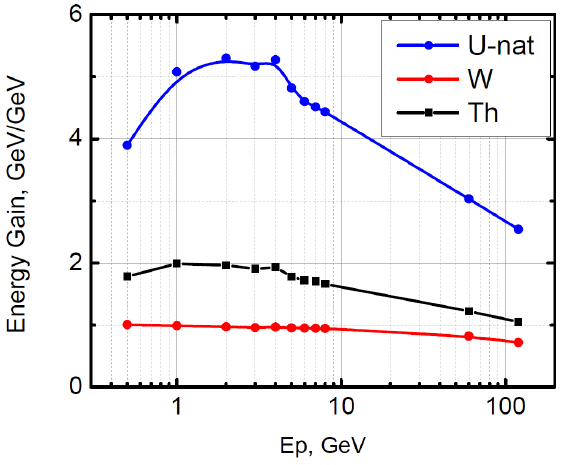 6
4
2
0
1
10
100
Energy Gain, GeV/GeV
Ep, GeV
U-nat
W
Th